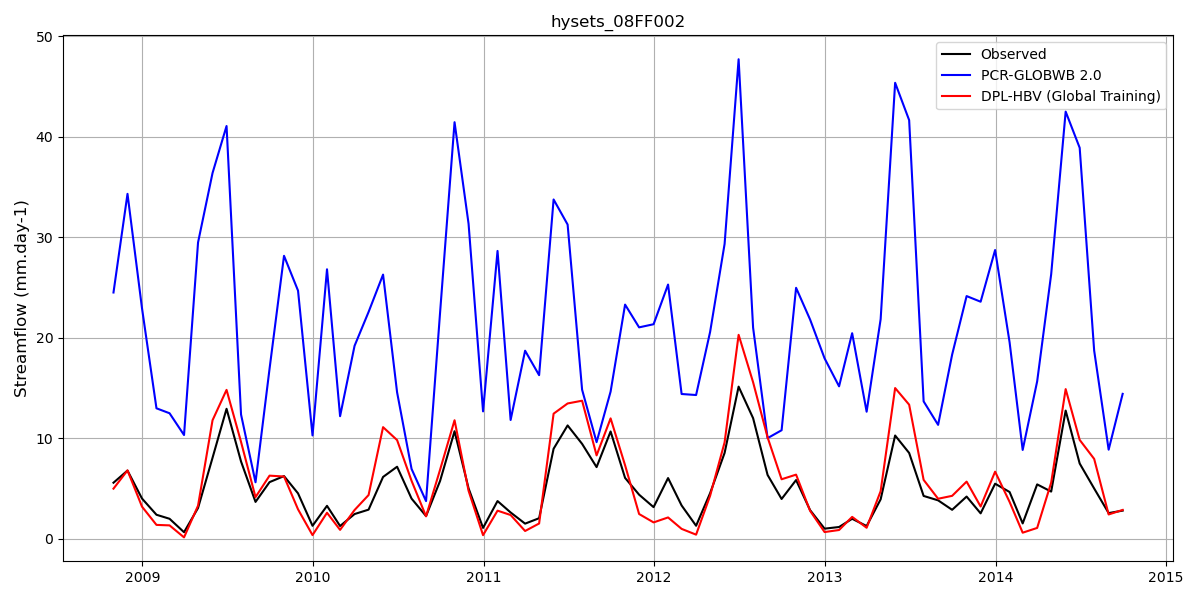 hysets_08FF002
Streamflow (mm.day-1)
50
40
30
20
10
0
2009
2010
2011
2012
2013
2014
2015
Observed
PCR-GLOBWB 2.0
DPL-HBV (Global Training)